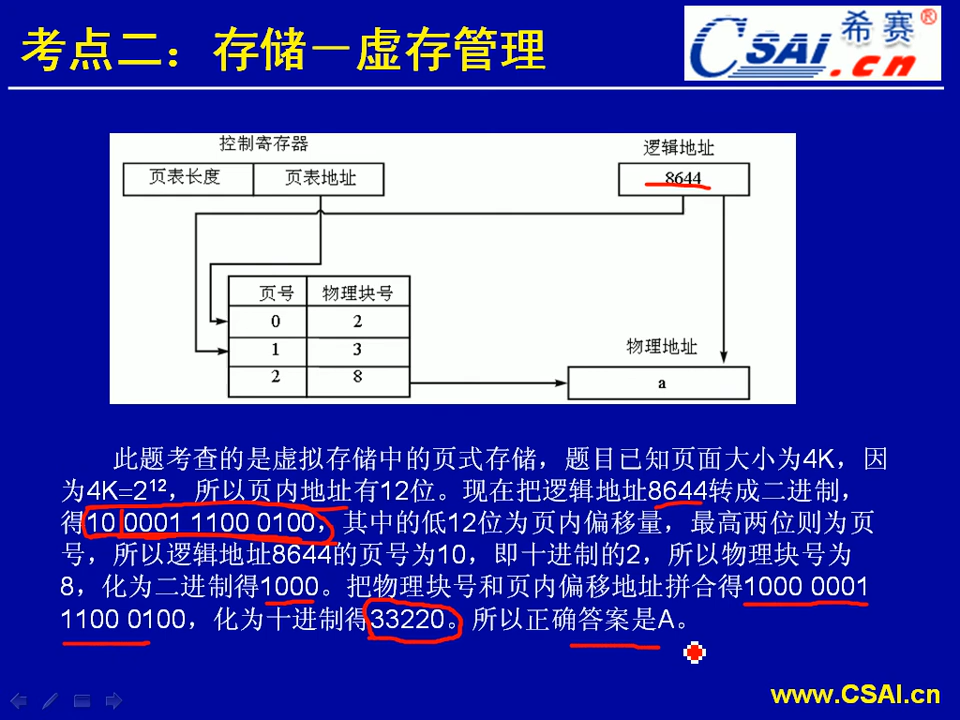 考点二：存储－虚存管理
CSAI.cn 希赛®
控制寄存器
逻辑地址
页表长度 页表地址
8644
页号 物理块号
0 2
1 3
2 8
物理地址
a
此题考查的是虚拟存储中的页式存储，题目已知页面大小为4K，因
为4K=2¹²，所以页内地址有12位。现在把逻辑地址8644转成二进制，
得10 0001 1100 0100，其中的低12位为页内偏移量，最高两位则为页
号，所以逻辑地址8644的页号为10，即十进制的2，所以物理块号为
8，化为二进制得1000。把物理块号和页内偏移地址拼合得1000 0001
1100 0100，化为十进制得33220。所以正确答案是A。
www.CSAI.cn